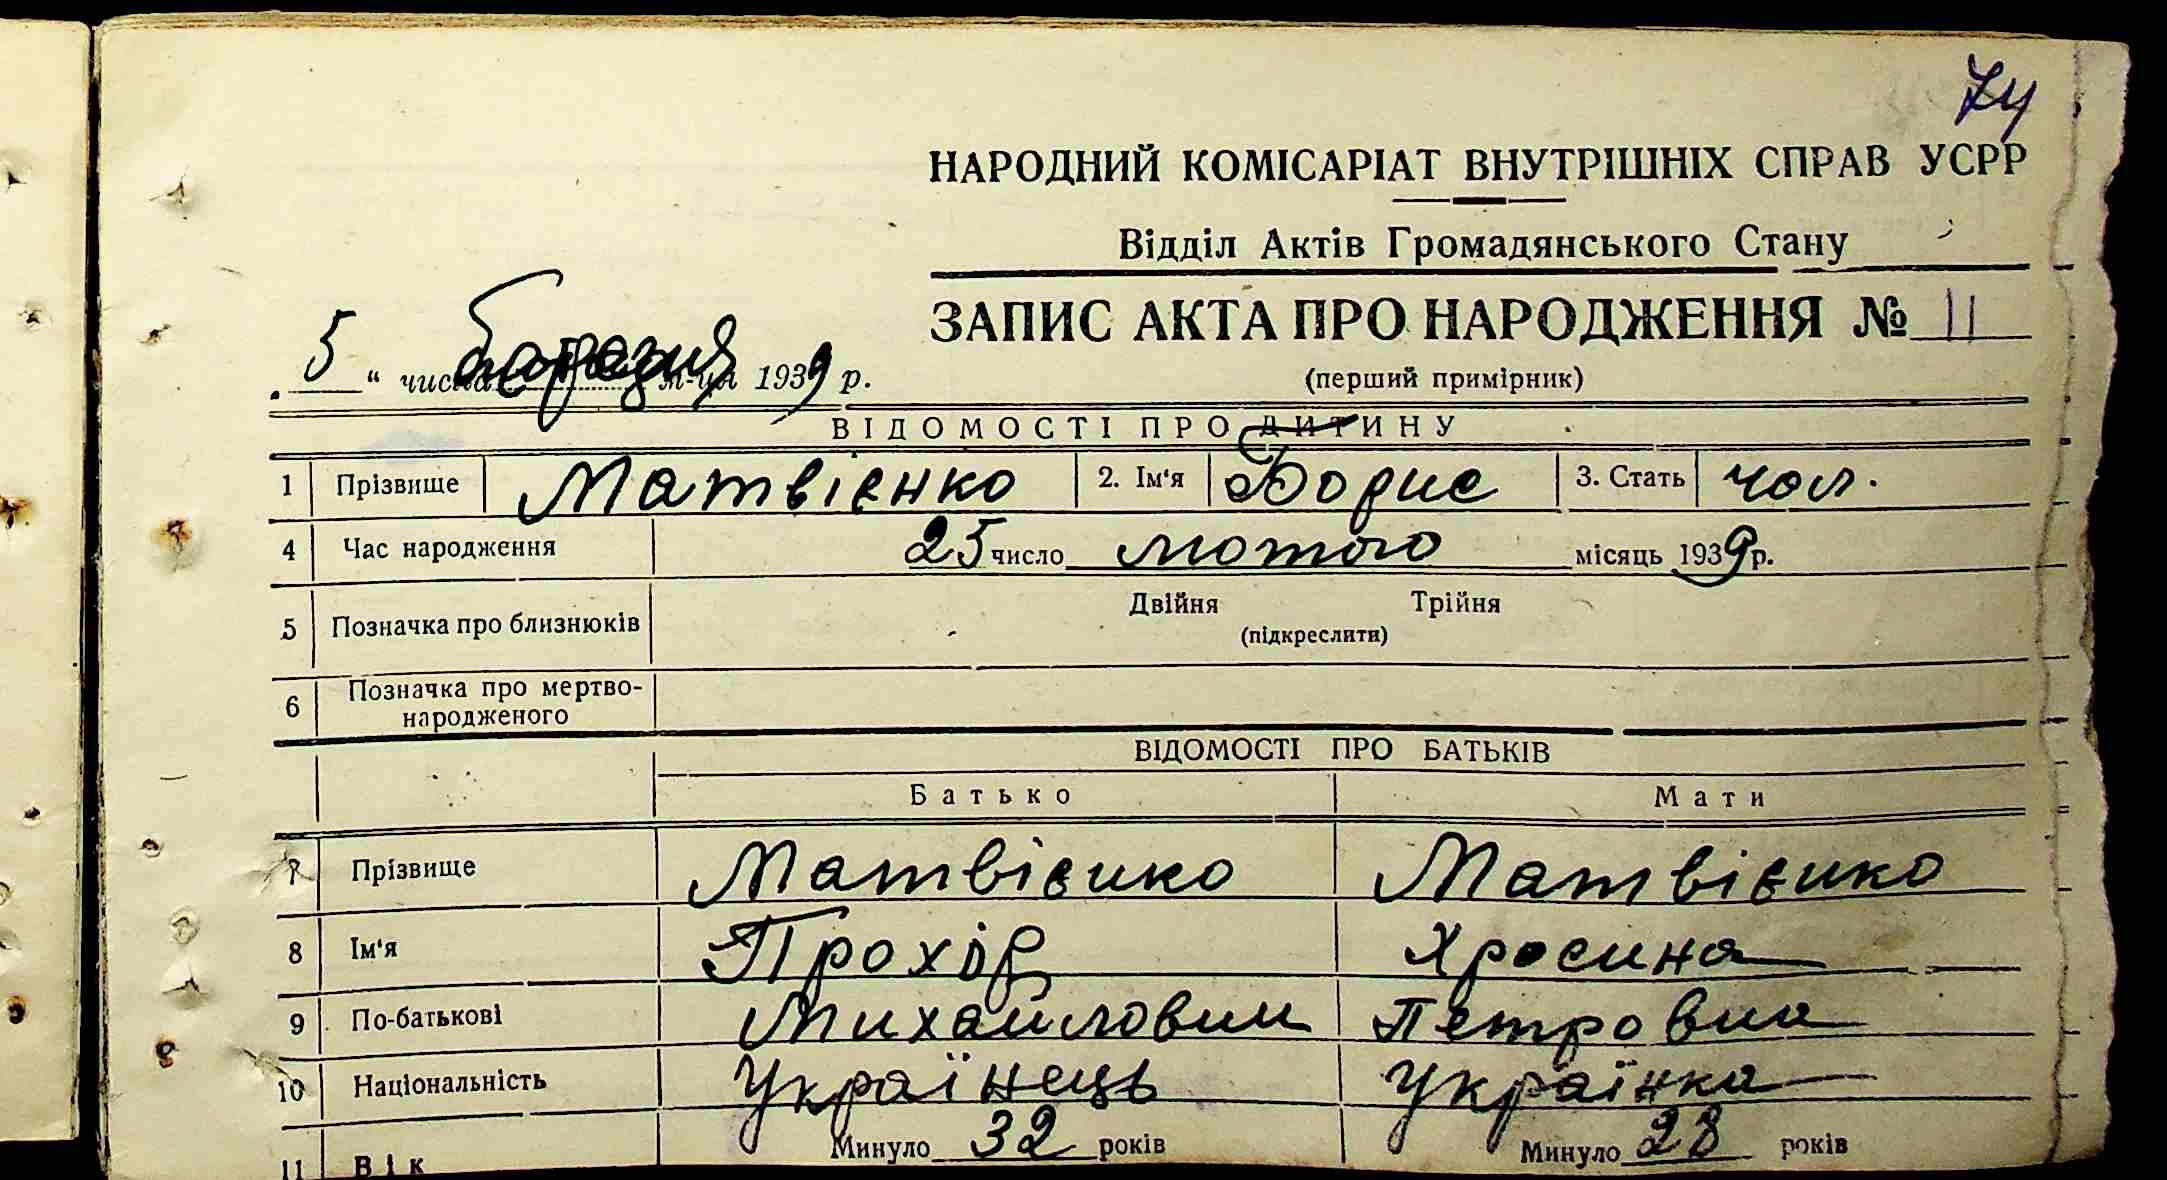 74
НАРОДНИЙ КОМІСАРІАТ ВНУТРІШНІХ СПРАВ УСРР
Відділ Актів Громадянського Стану
ЗАПИС АКТА ПРО НАРОДЖЕННЯ № 11
(перший примірник)
„ 5 “ числа березня м-ця 1939 р.
ВІДОМОСТІ ПРО ДИТИНУ
1 Прізвище Матвієнко 2. Ім'я Борис 3. Стать чол.
4 Час народження 25 число лютого місяць 1939 р.
5 Позначка про близнюків Двійня Трійня
(підкреслити)
6 Позначка про мертво-
народженого
ВІДОМОСТІ ПРО БАТЬКІВ
Батько Мати
7 Прізвище Матвієнко Матвієнко
8 Ім'я Прохор Хросина
9 По-батькові Михайлович Петровна
10 Національність Українець Українка
11 Вік Минуло 32 років Минуло 28 років